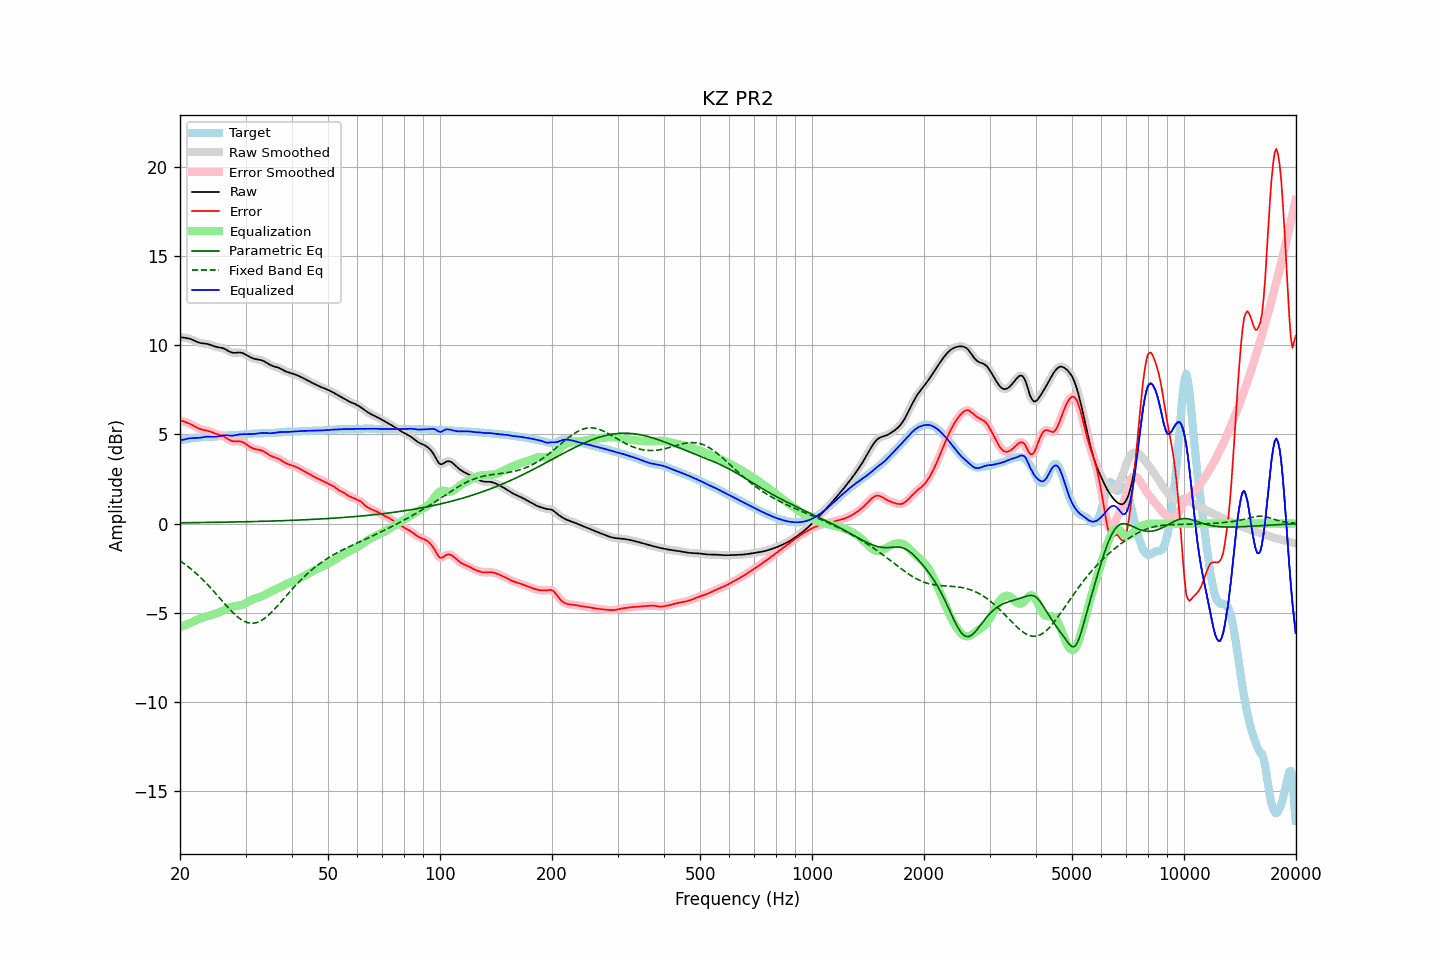 KZ PR2
Target
Raw Smoothed
Error Smoothed
Raw
Error
Equalization
Parametric Eq
Fixed Band Eq
Equalized
Amplitude (dBr)
20
15
10
5
0
−5
−10
−15
20 50 100 200 500 1000 2000 5000 10000 20000
Frequency (Hz)